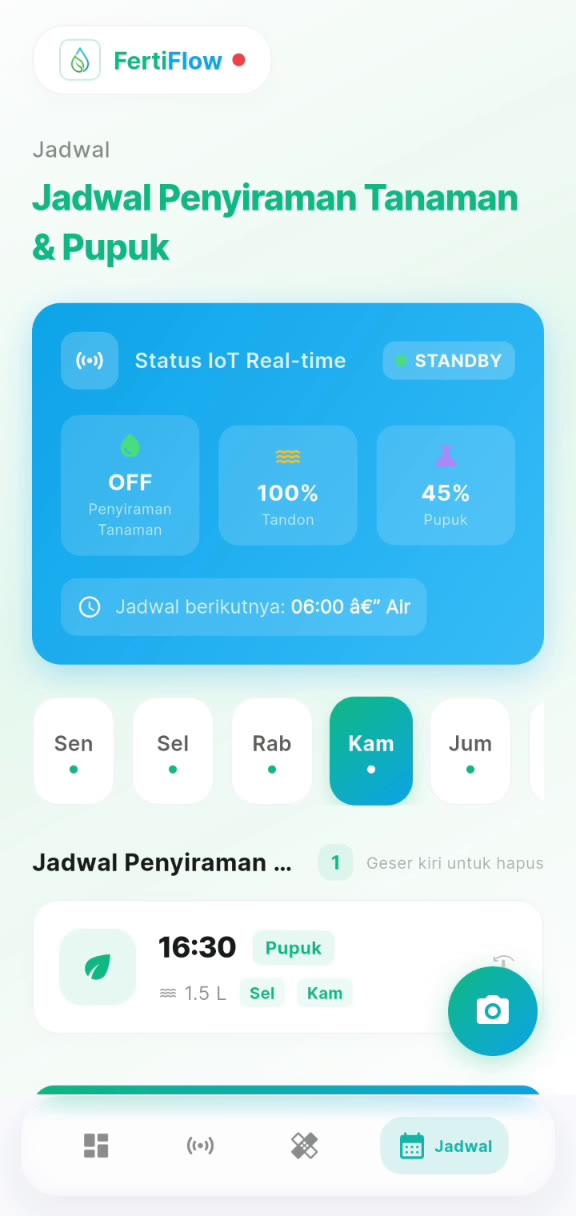 FertiFlow
Jadwal
Jadwal Penyiraman Tanaman
& Pupuk
Status IoT Real-time
STANDBY
OFF
Penyiraman
Tanaman
100%
Tandon
45%
Pupuk
Jadwal berikutnya: 06:00 â€” Air
Sen
Sel
Rab
Kam
Jum
Jadwal Penyiraman ...
1
Geser kiri untuk hapus
16:30
Pupuk
1.5 L
Sel
Kam
Jadwal